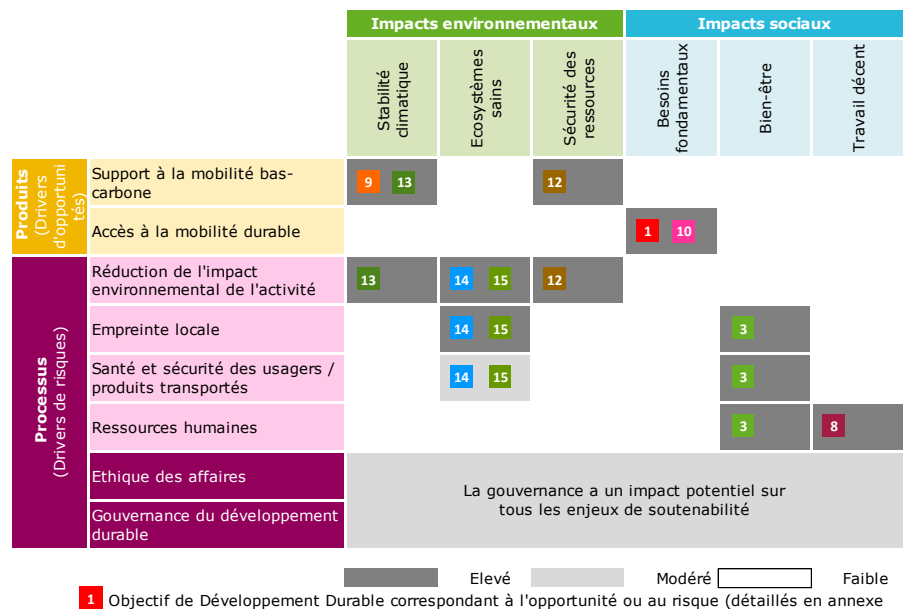 Impacts environnementaux
Impacts sociaux
Stabilité
climatique
Ecosystèmes
sains
Sécurité des
ressources
Besoins
fondamentaux
Bien-être
Travail décent
Produits
(Drivers
d'opportuni
tés)
Support à la mobilité bas-
carbone
9 13
12
Accès à la mobilité durable
1 10
Processus
(Drivers de risques)
Réduction de l'impact
environnemental de l'activité
13
14 15
12
Empreinte locale
14 15
3
Santé et sécurité des usagers /
produits transportés
14 15
3
Ressources humaines
3
8
Ethique des affaires
Gouvernance du développement
durable
La gouvernance a un impact potentiel sur
tous les enjeux de soutenabilité
Elevé
Modéré
Faible
1 Objectif de Développement Durable correspondant à l'opportunité ou au risque (détaillés en annexe